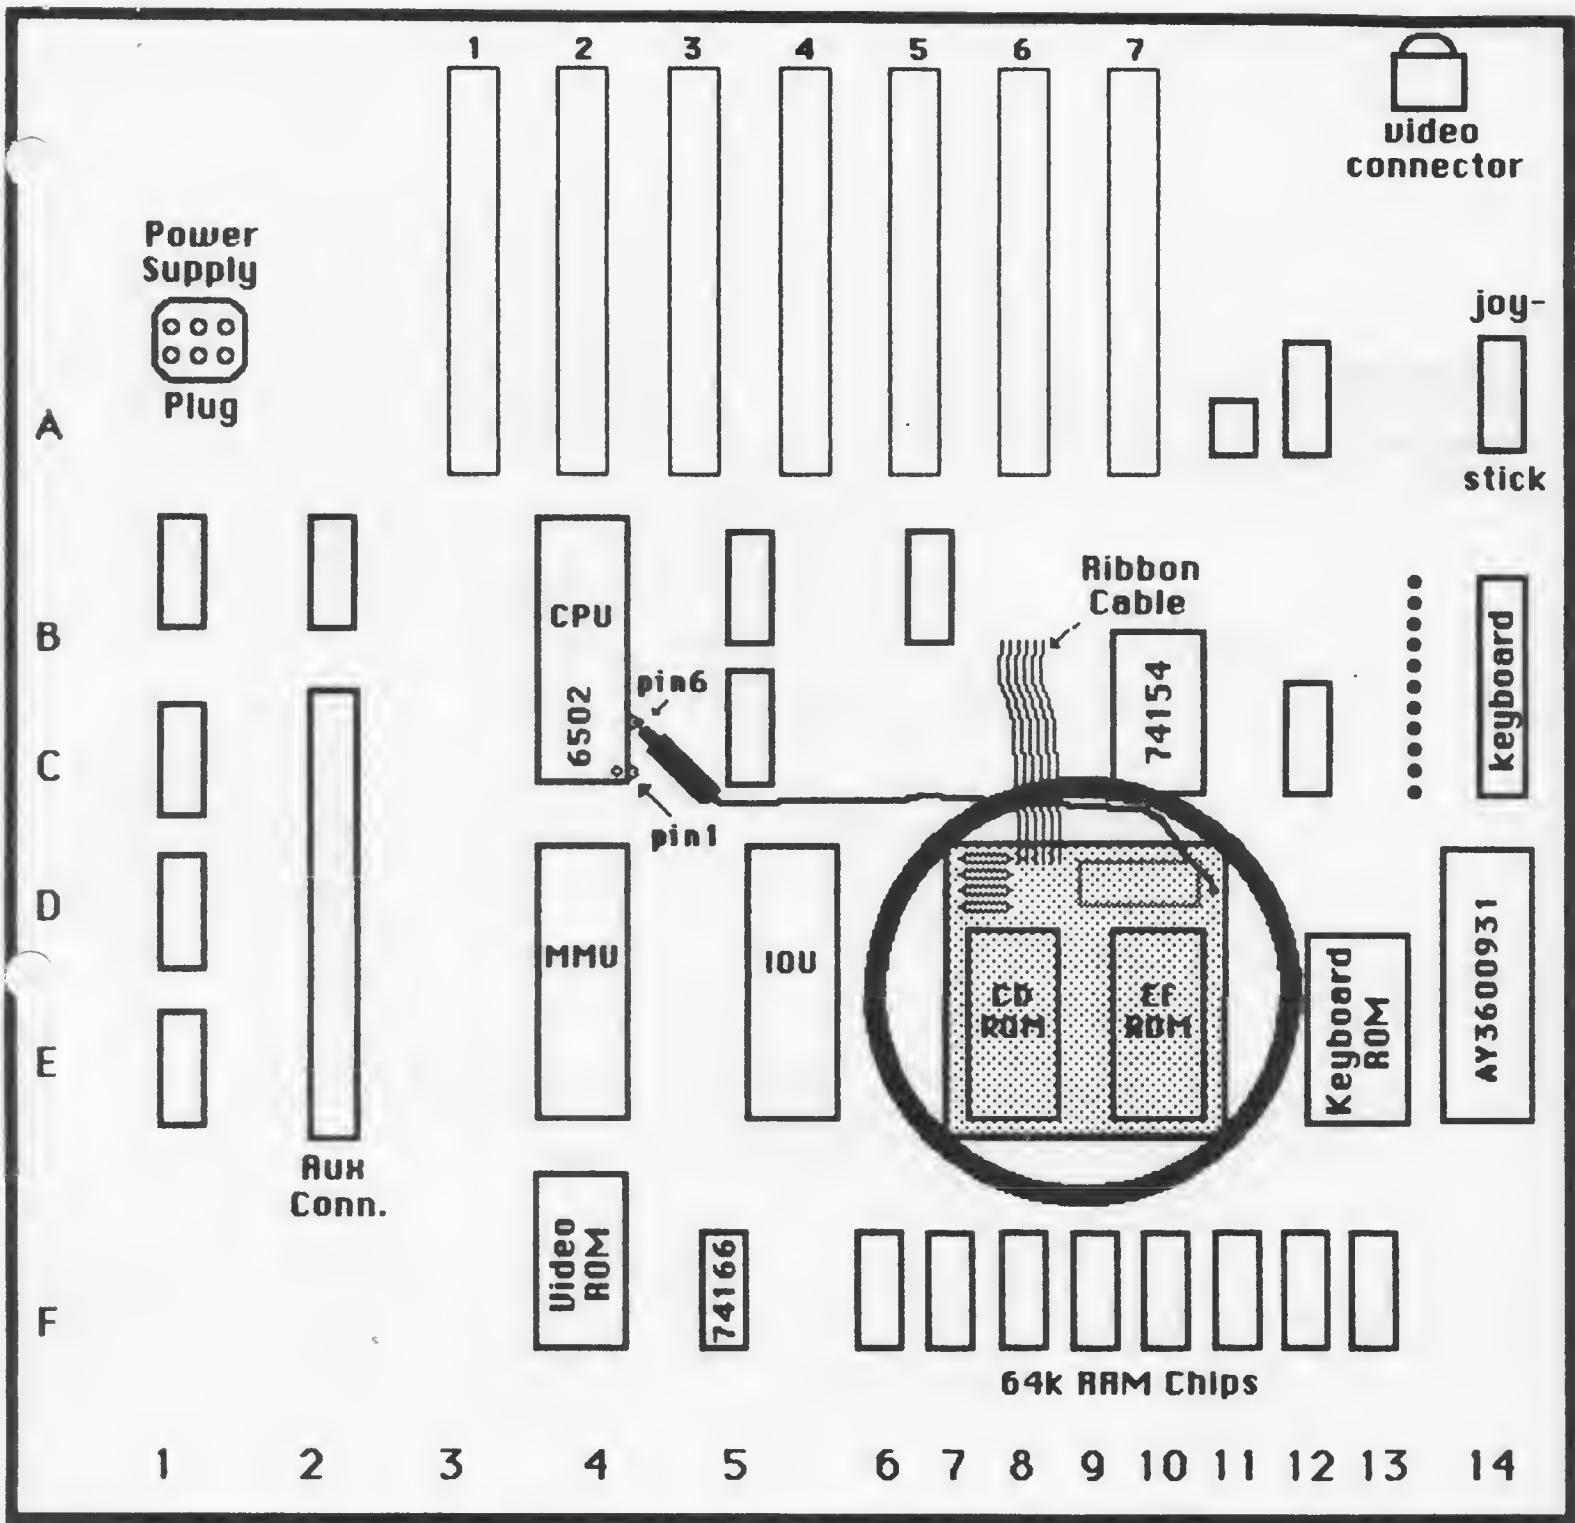 1 2 3 4 5 6 7
video
connector
Power
Supply
Plug
joy-
stick
A
B
C
D
E
F
CPU
6502
pin6
pin1
Ribbon
Cable
74154
keyboard
MMU
IOU
CD
ROM
EF
ROM
Keyboard
ROM
AY3600931
Aux
Conn.
Video
ROM
74166
64k RAM Chips
1 2 3 4 5 6 7 8 9 10 11 12 13 14